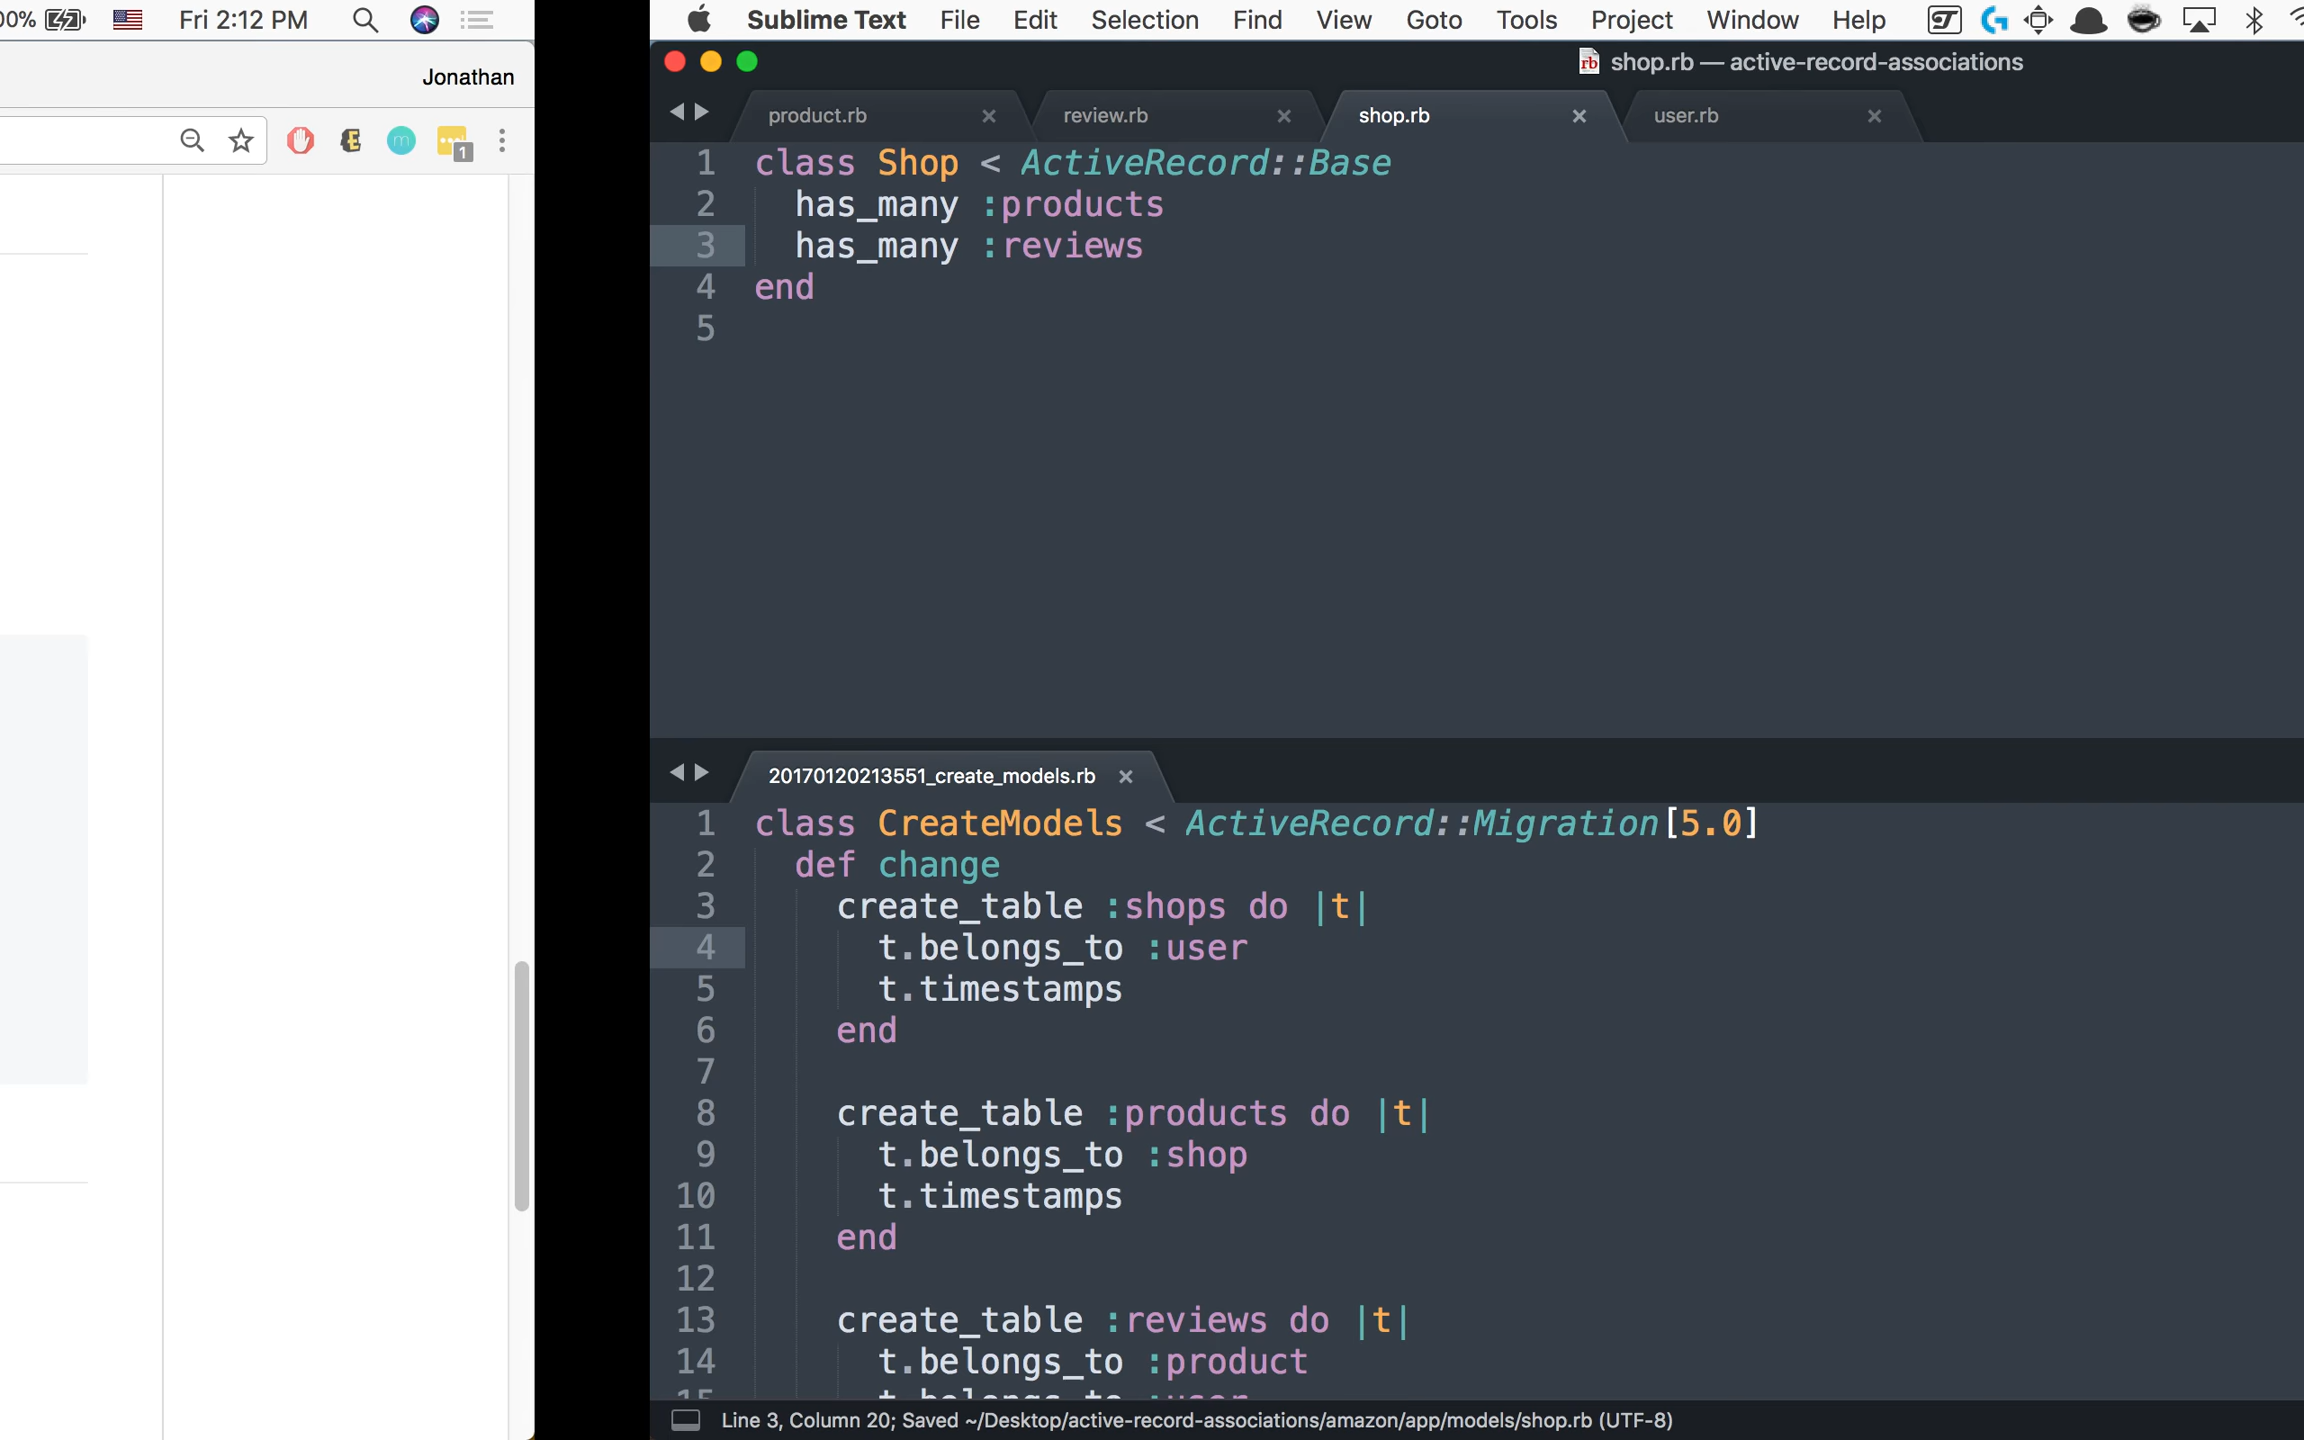 Fri 2:12 PM
Jonathan
1
Sublime Text File Edit Selection Find View Goto Tools Project Window Help
shop.rb — active-record-associations
product.rb × review.rb × shop.rb × user.rb ×
1 class Shop < ActiveRecord::Base
2 has_many :products
3 has_many :reviews
4 end
5
20170120213551_create_models.rb ×
1 class CreateModels < ActiveRecord::Migration[5.0]
2 def change
3 create_table :shops do |t|
4 t.belongs_to :user
5 t.timestamps
6 end
7
8 create_table :products do |t|
9 t.belongs_to :shop
10 t.timestamps
11 end
12
13 create_table :reviews do |t|
14 t.belongs_to :product
15 t.belongs_to :user
Line 3, Column 20; Saved ~/Desktop/active-record-associations/amazon/app/models/shop.rb (UTF-8)